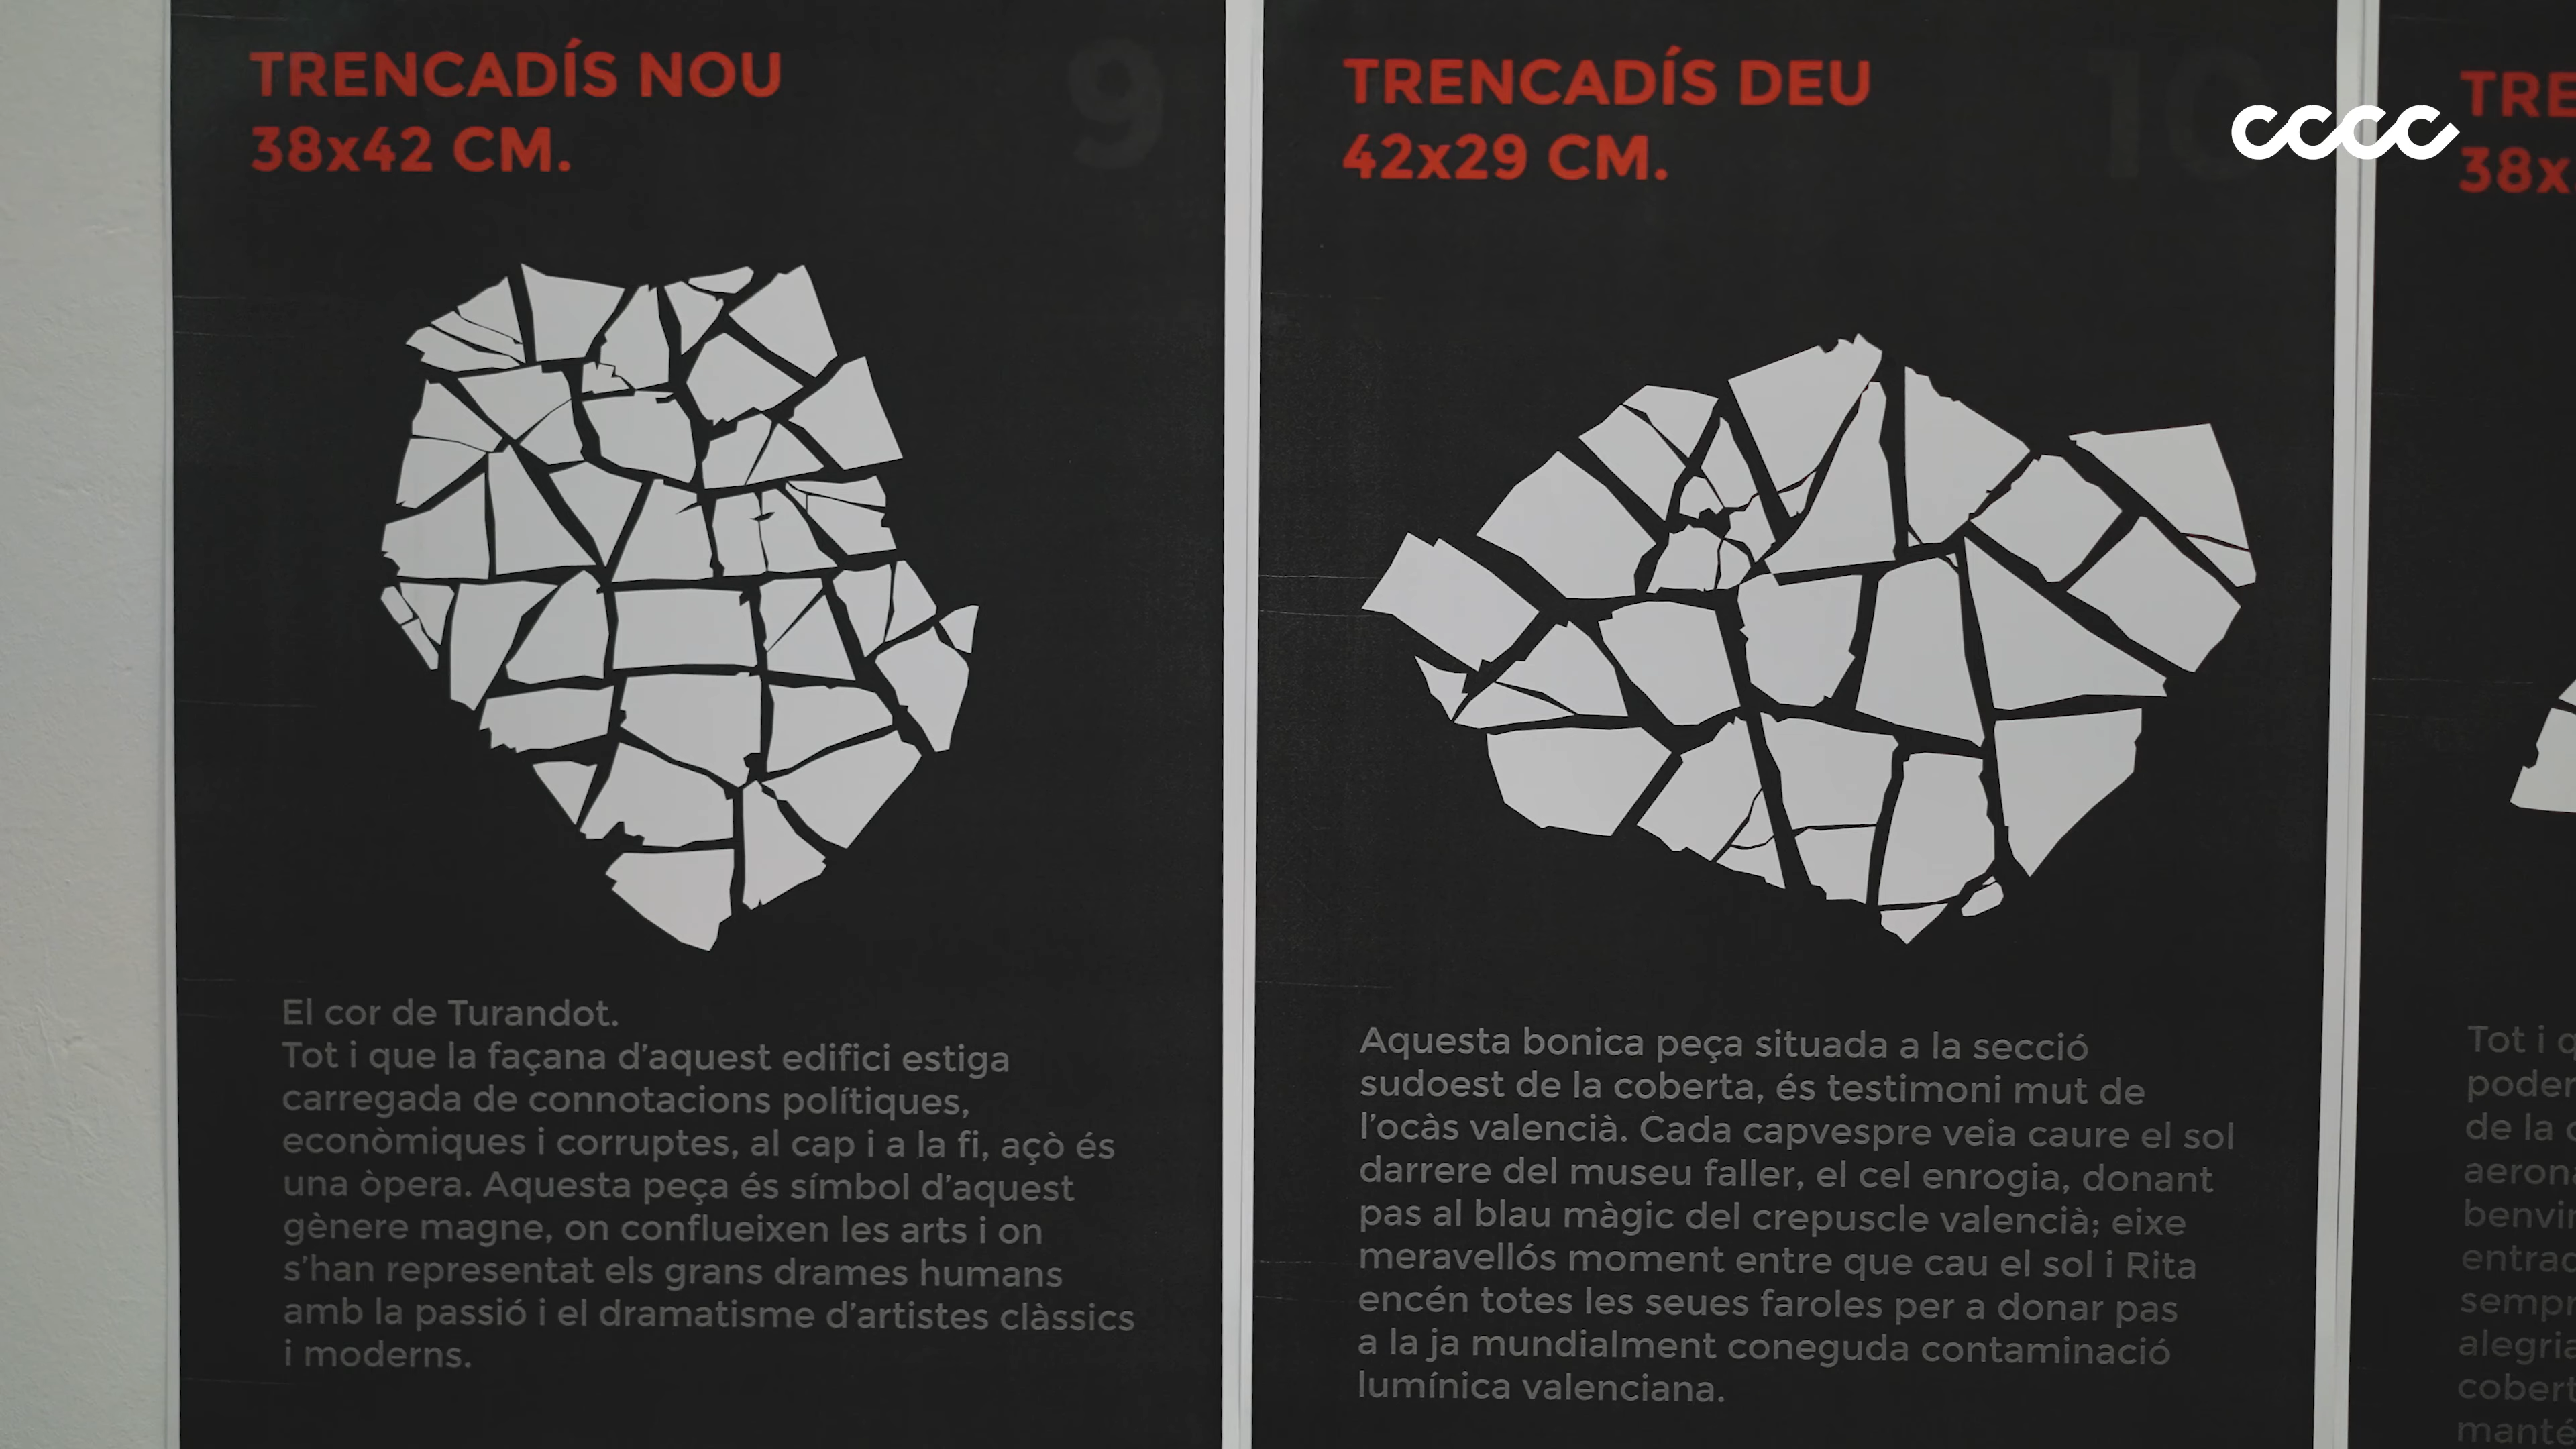 TRENCADÍS NOU
38x42 CM.
9
El cor de Turandot.
Tot i que la façana d'aquest edifici estiga
carregada de connotacions polítiques,
econòmiques i corruptes, al cap i a la fi, açò és
una òpera. Aquesta peça és símbol d'aquest
gènere magne, on conflueixen les arts i on
s'han representat els grans drames humans
amb la passió i el dramatisme d'artistes clàssics
i moderns.
TRENCADÍS DEU
42x29 CM.
10
Aquesta bonica peça situada a la secció
sudoest de la coberta, és testimoni mut de
l'ocàs valencià. Cada capvespre veia caure el sol
darrere del museu faller, el cel enrogia, donant
pas al blau màgic del crepuscle valencià; eixe
meravellós moment entre que cau el sol i Rita
encén totes les seues faroles per a donar pas
a la ja mundialment coneguda contaminació
lumínica valenciana.
cccc
TRE
38x
Tot i q
poder
de la
aeron
benvin
entrad
semp
alegria
cobert
manté